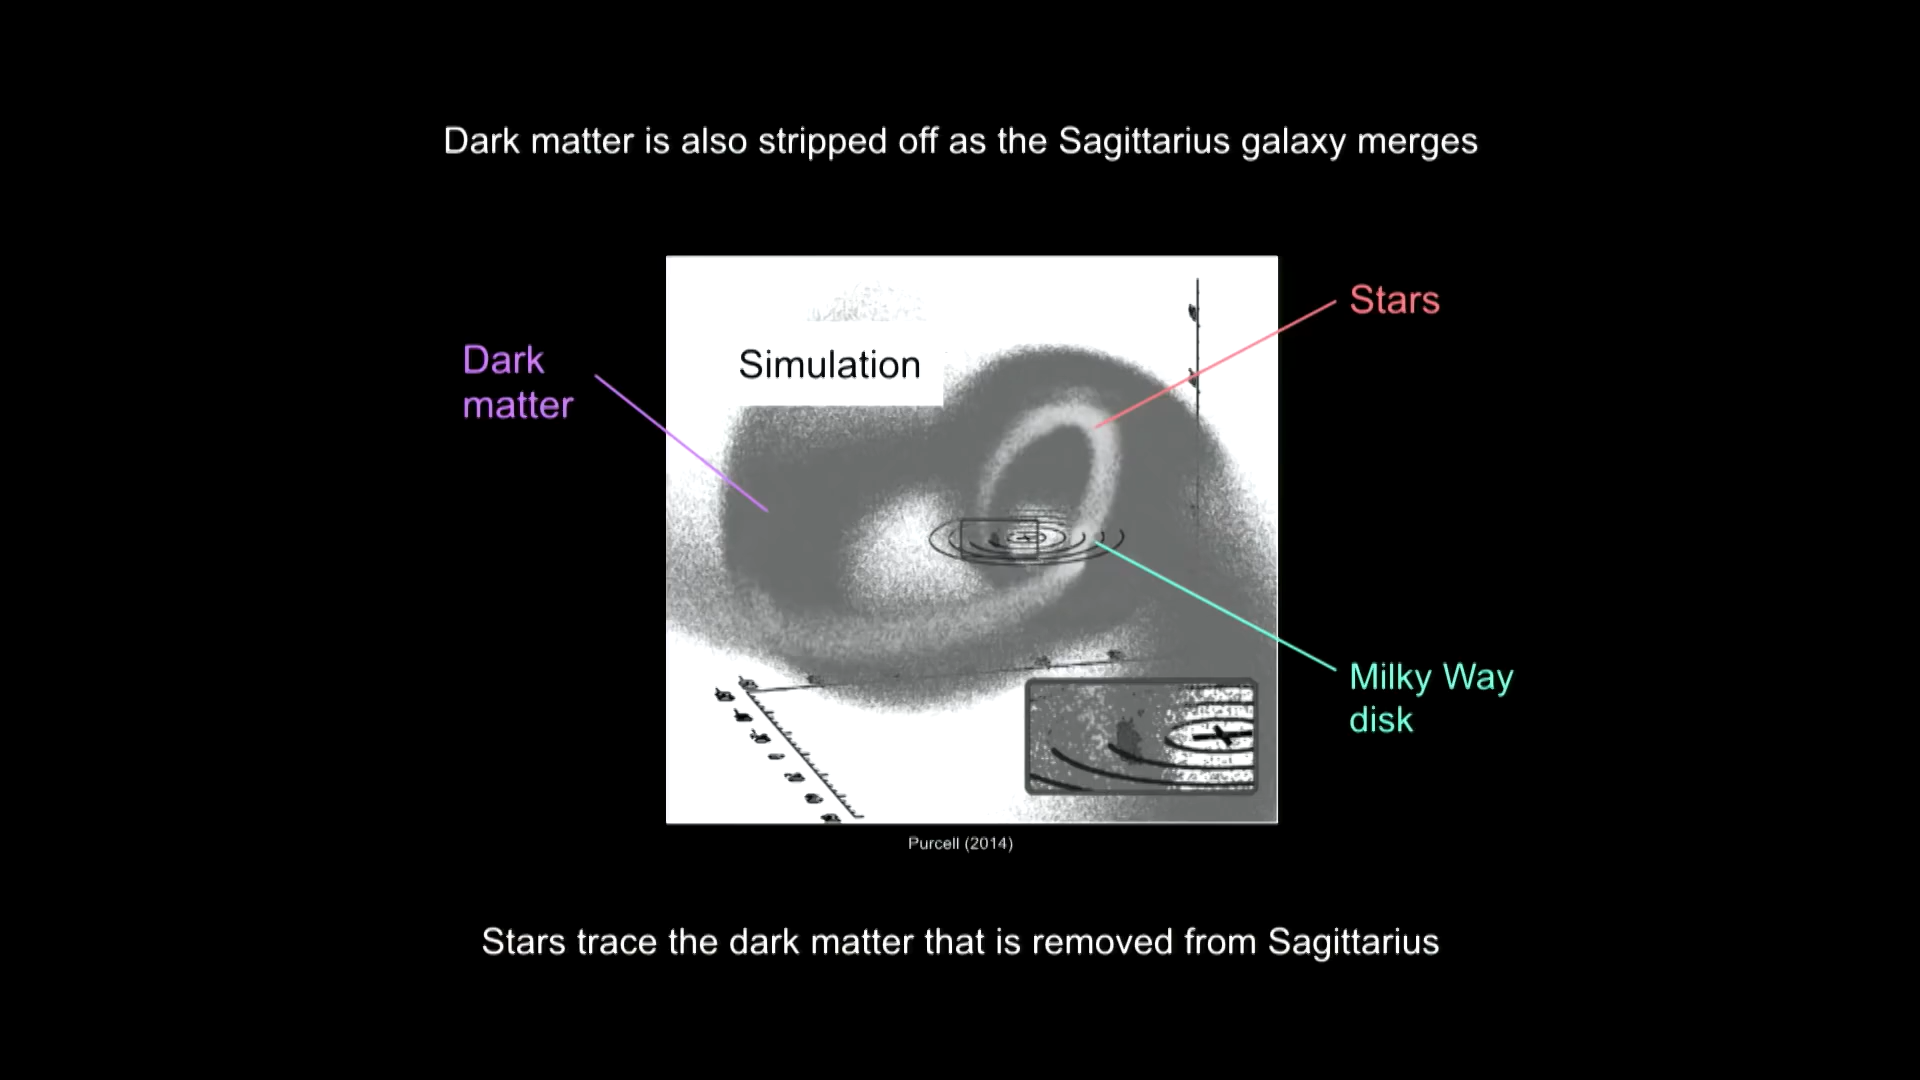 Dark matter is also stripped off as the Sagittarius galaxy merges
Stars
Dark
matter
Simulation
Milky Way
disk
Purcell (2014)
Stars trace the dark matter that is removed from Sagittarius